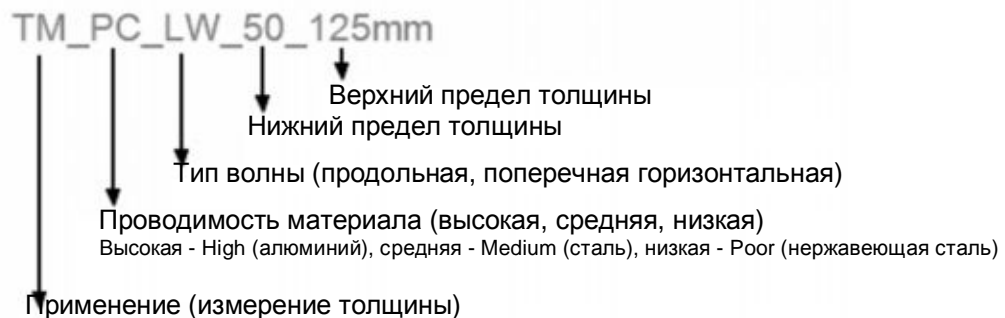 TM_PC_LW_50_125mm
Верхний предел толщины
Нижний предел толщины
Тип волны (продольная, поперечная горизонтальная)
Проводимость материала (высокая, средняя, низкая)
Высокая - High (алюминий), средняя - Medium (сталь), низкая - Poor (нержавеющая сталь)
Применение (измерение толщины)